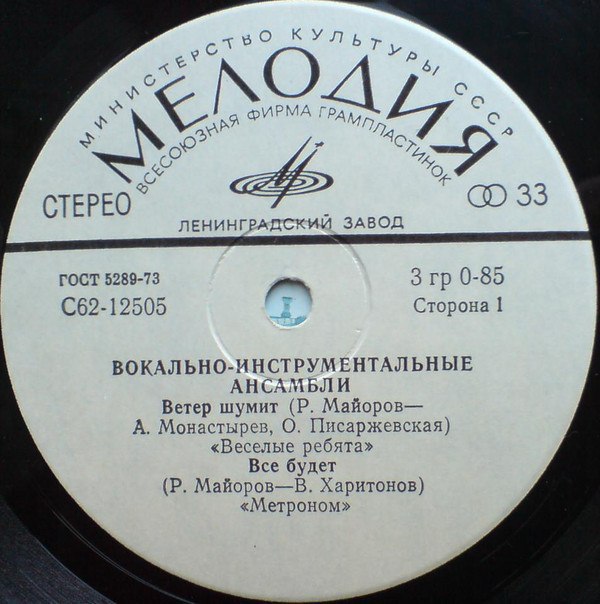 МИНИСТЕРСТВО КУЛЬТУРЫ СССР
МЕЛОДИЯ
ВСЕСОЮЗНАЯ ФИРМА ГРАМПЛАСТИНОК
СТЕРЕО
33
ЛЕНИНГРАДСКИЙ ЗАВОД
ГОСТ 5289-73
3 гр 0-85
С62-12505
Сторона 1
ВОКАЛЬНО-ИНСТРУМЕНТАЛЬНЫЕ
АНСАМБЛИ
Ветер шумит (Р. Майоров—
А. Монастырев, О. Писаржевская)
«Веселые ребята»
Все будет
(Р. Майоров—В. Харитонов)
«Метроном»